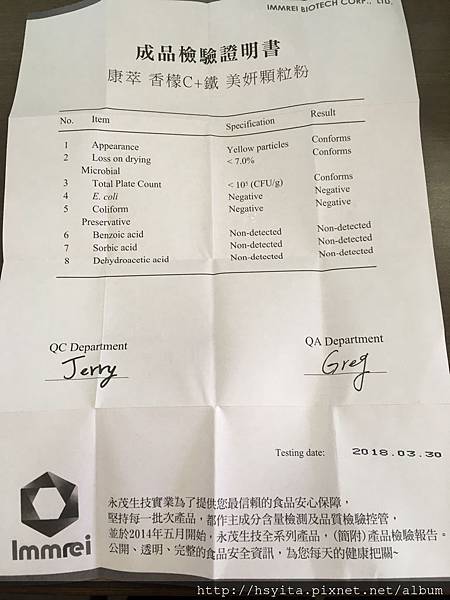 IMMREI BIOTECH CORP., LTD.
成品檢驗證明書
康萃 香檬C+鐵 美妍顆粒粉
No. Item Specification Result
1 Appearance Yellow particles Conforms
2 Loss on drying < 7.0% Conforms
Microbial
3 Total Plate Count < 10⁵ (CFU/g) Conforms
4 E. coli Negative Negative
5 Coliform Negative Negative
Preservative
6 Benzoic acid Non-detected Non-detected
7 Sorbic acid Non-detected Non-detected
8 Dehydroacetic acid Non-detected Non-detected
QC Department QA Department
Jerry Greg
Testing date: 2018.03.30
永茂生技實業為了提供您最信賴的食品安心保障，
堅持每一批次產品，都作主成分含量檢測及品質檢驗控管，
並於2014年五月開始，永茂生技全系列產品，(簡附)產品檢驗報告。
公開、透明、完整的食品安全資訊，為您每天的健康把關~
Immrei
http://hsyita.pixnet.net/album